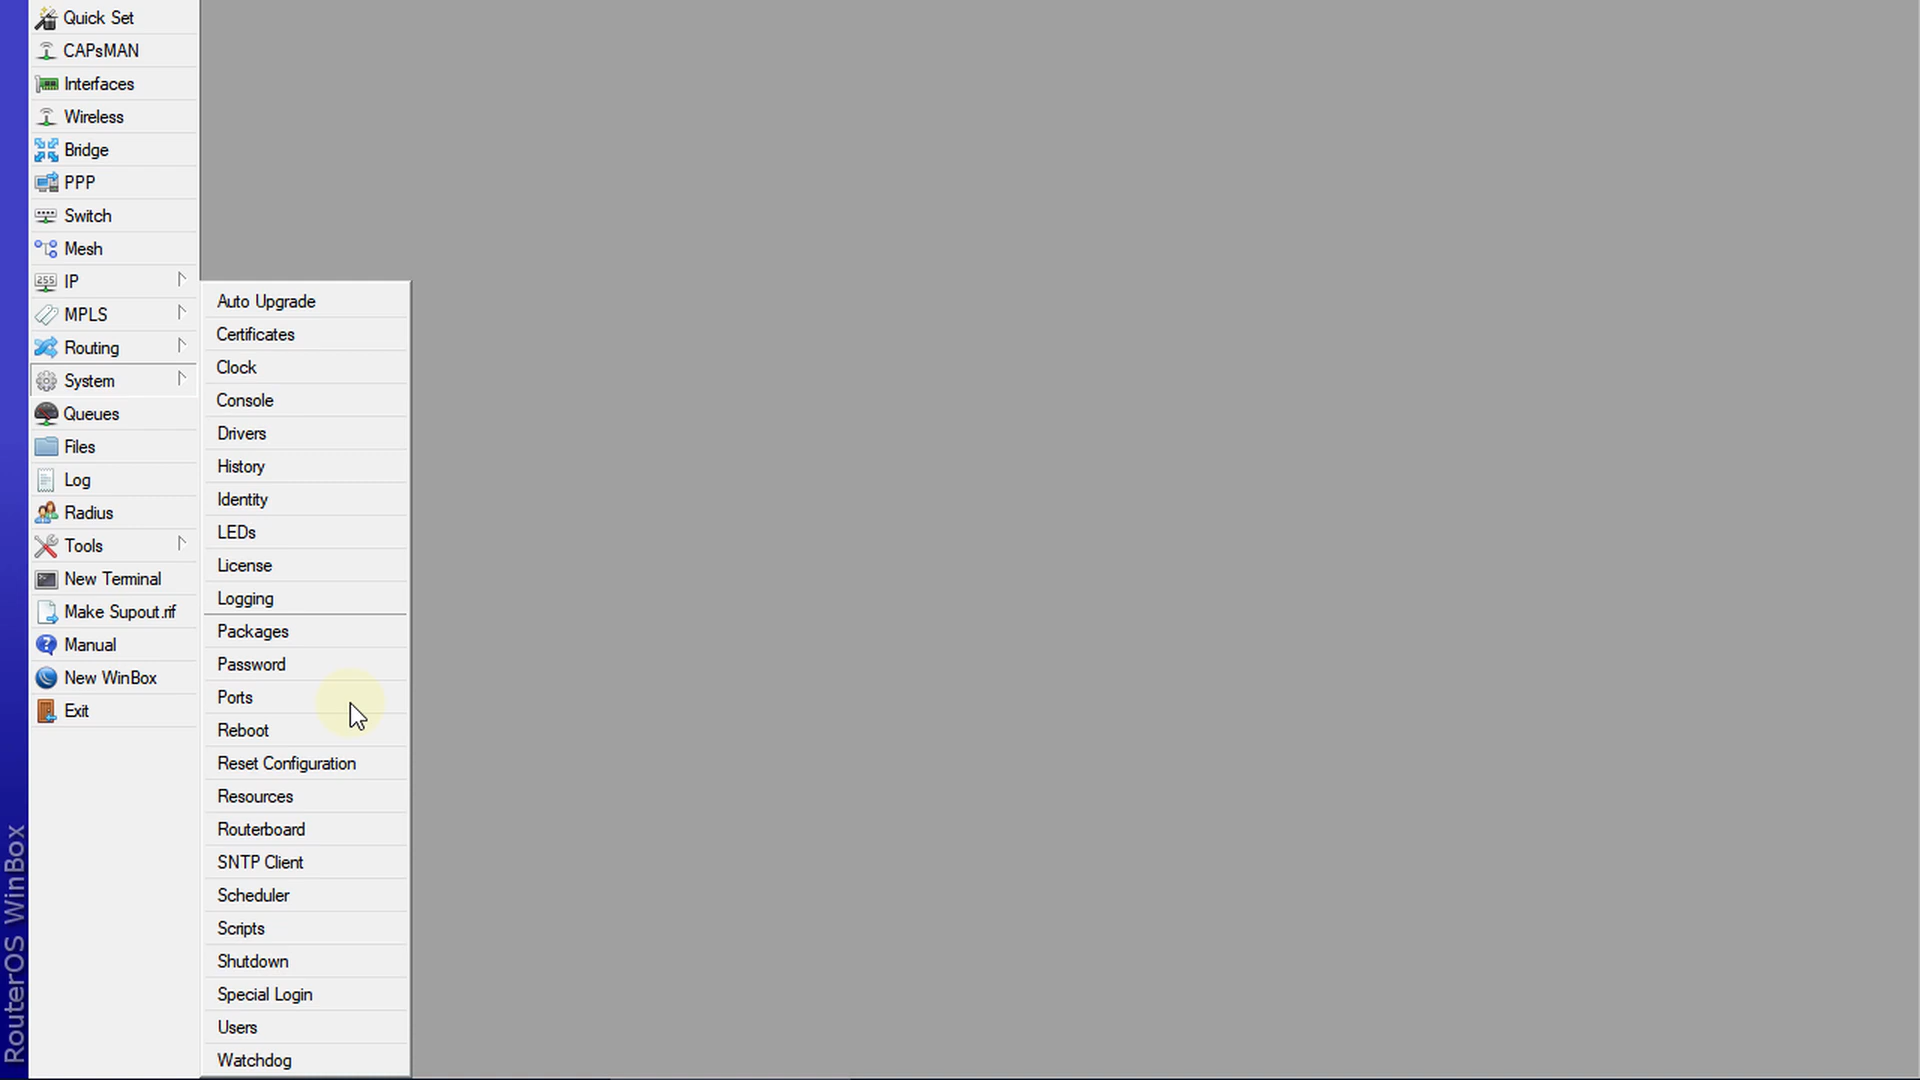 Quick Set
CAPsMAN
Interfaces
Wireless
Bridge
PPP
Switch
Mesh
255
IP
MPLS
Routing
System
Queues
Files
Log
Radius
Tools
New Terminal
Make Supout.rif
Manual
New WinBox
Exit
Auto Upgrade
Certificates
Clock
Console
Drivers
History
Identity
LEDs
License
Logging
Packages
Password
Ports
Reboot
Reset Configuration
Resources
Routerboard
SNTP Client
Scheduler
Scripts
Shutdown
Special Login
Users
Watchdog
RouterOS WinBox